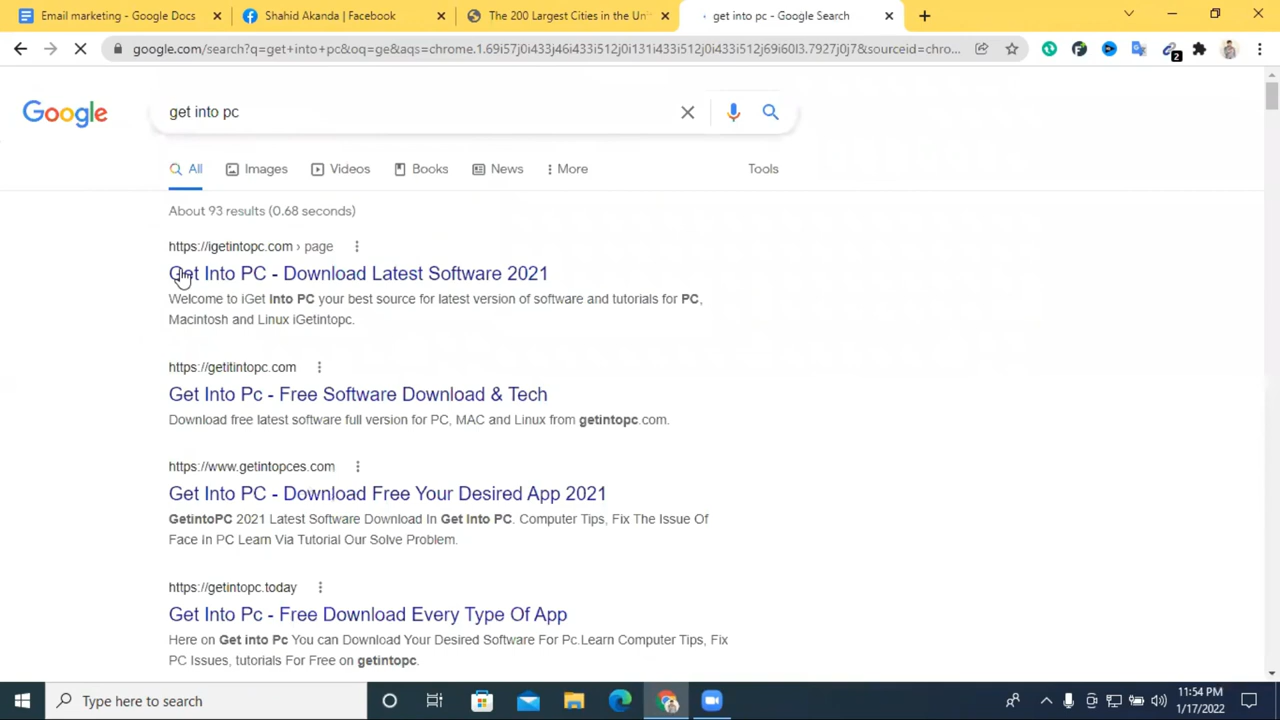 Email marketing - Google Docs
Shahid Akanda | Facebook
The 200 Largest Cities in the Un
get into pc - Google Search
google.com/search?q=get+into+pc&oq=ge&aqs=chrome.1.69i57j0i433j46i433i512j0i131i433i512j0i433i512j69i60l3.7927j0j7&sourceid=chro...
2
Google
get into pc
All
Images
Videos
Books
News
More
Tools
About 93 results (0.68 seconds)
https://igetintopc.com › page
Get Into PC - Download Latest Software 2021
Welcome to iGet Into PC your best source for latest version of software and tutorials for PC,
Macintosh and Linux iGetintopc.
https://getitintopc.com
Get Into Pc - Free Software Download & Tech
Download free latest software full version for PC, MAC and Linux from getintopc.com.
https://www.getintopces.com
Get Into PC - Download Free Your Desired App 2021
GetintoPC 2021 Latest Software Download In Get Into PC. Computer Tips, Fix The Issue Of
Face In PC Learn Via Tutorial Our Solve Problem.
https://getintopc.today
Get Into Pc - Free Download Every Type Of App
Here on Get into Pc You can Download Your Desired Software For Pc.Learn Computer Tips, Fix
PC Issues, tutorials For Free on getintopc.
Type here to search
11:54 PM
1/17/2022